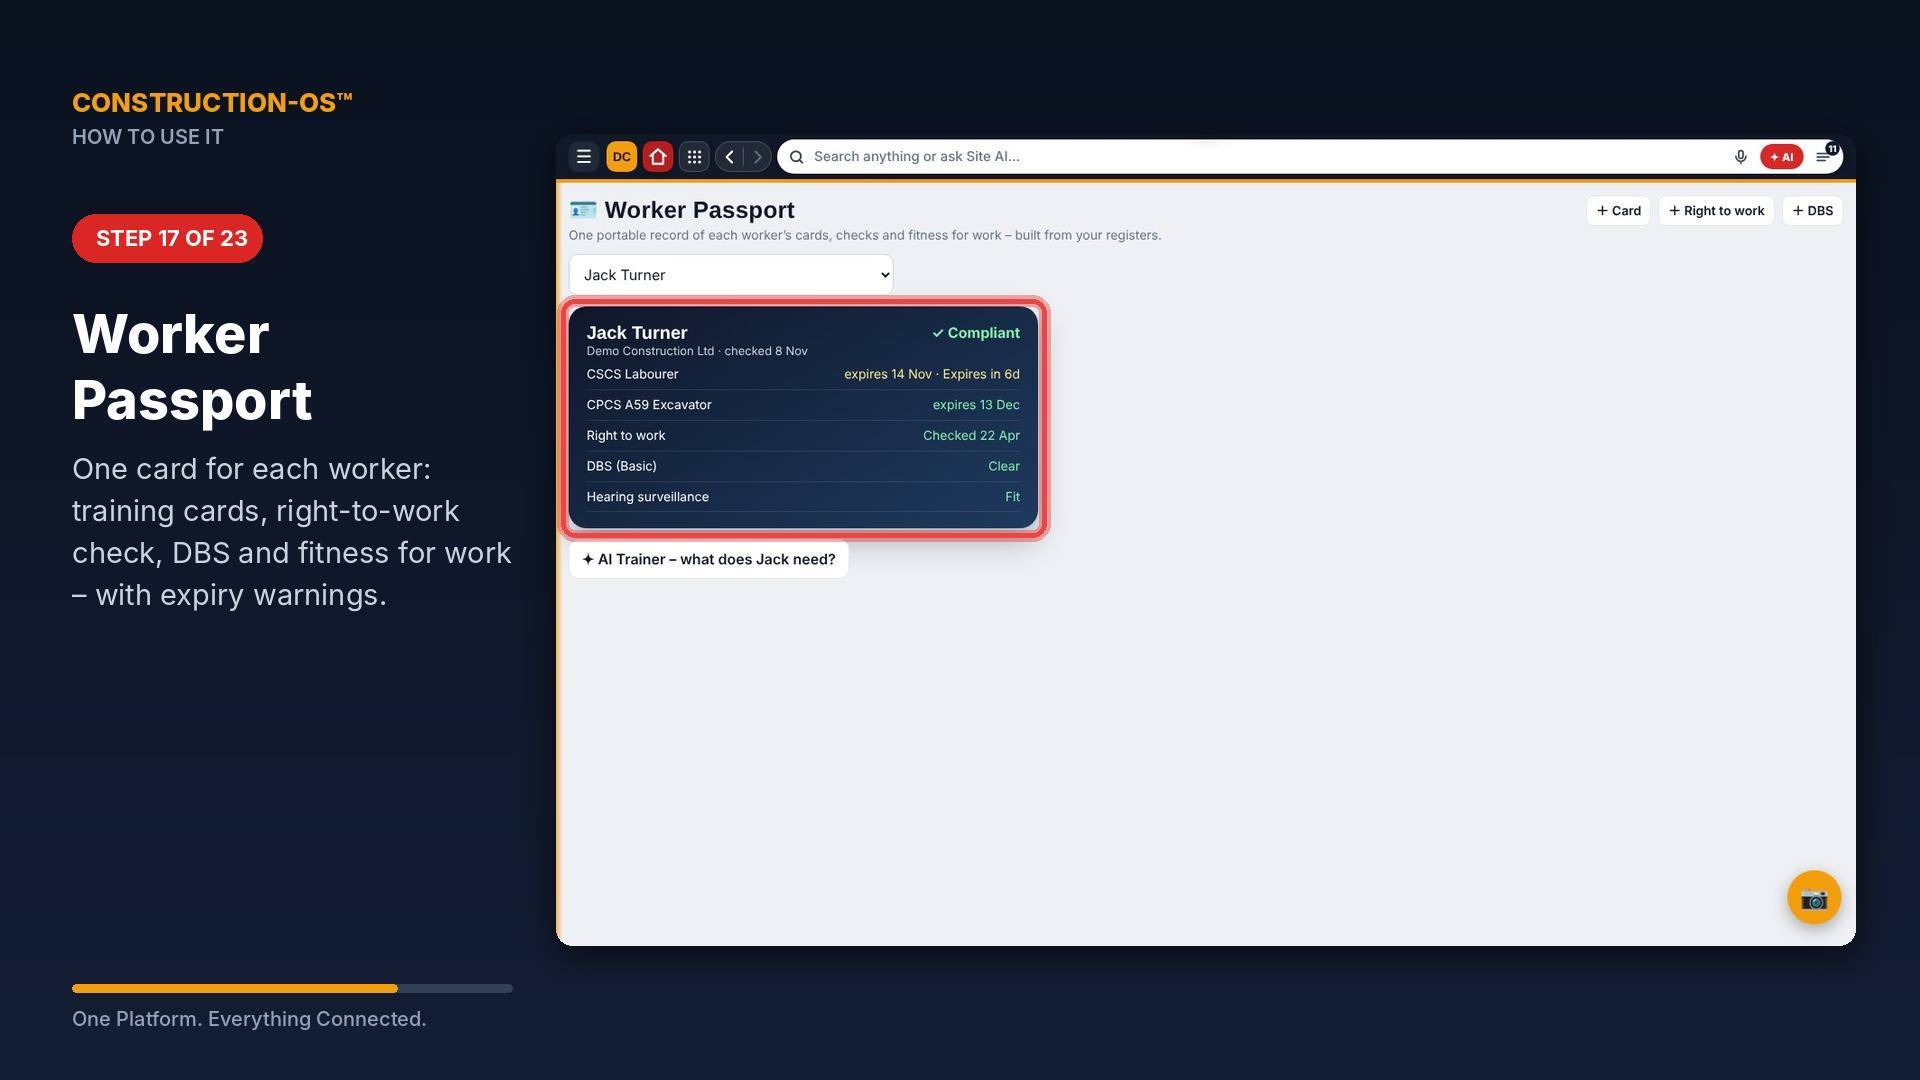 CONSTRUCTION-OS™
HOW TO USE IT
STEP 17 OF 23
Worker
Passport
One card for each worker:
training cards, right-to-work
check, DBS and fitness for work
– with expiry warnings.
One Platform. Everything Connected.
DC
Search anything or ask Site AI...
✦ AI
11
Worker Passport
+ Card
+ Right to work
+ DBS
One portable record of each worker's cards, checks and fitness for work – built from your registers.
Jack Turner
Jack Turner
✓ Compliant
Demo Construction Ltd · checked 8 Nov
CSCS Labourer expires 14 Nov · Expires in 6d
CPCS A59 Excavator expires 13 Dec
Right to work Checked 22 Apr
DBS (Basic) Clear
Hearing surveillance Fit
✦ AI Trainer – what does Jack need?